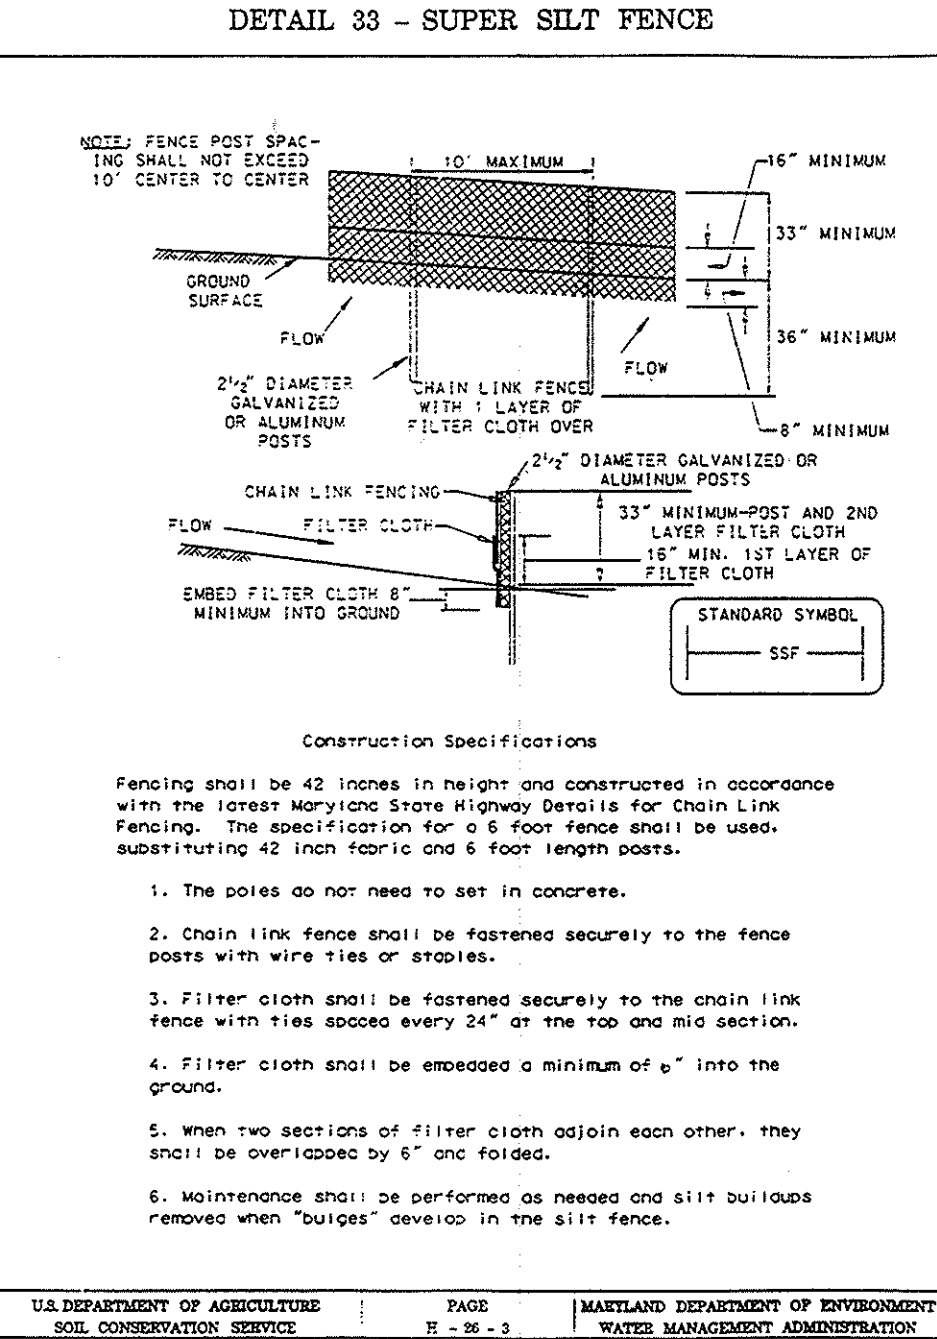 DETAIL 33 – SUPER SILT FENCE
NOTE: FENCE POST SPAC-
ING SHALL NOT EXCEED
10' CENTER TO CENTER
10' MAXIMUM
16" MINIMUM
33" MINIMUM
GROUND
SURFACE
FLOW
FLOW
36" MINIMUM
2½" DIAMETER
GALVANIZED
OR ALUMINUM
POSTS
CHAIN LINK FENCE
WITH 1 LAYER OF
FILTER CLOTH OVER
8" MINIMUM
2½" DIAMETER GALVANIZED OR
ALUMINUM POSTS
CHAIN LINK FENCING
FLOW
FILTER CLOTH
33" MINIMUM-POST AND 2ND
LAYER FILTER CLOTH
16" MIN. 1ST LAYER OF
FILTER CLOTH
EMBED FILTER CLOTH 8"
MINIMUM INTO GROUND
STANDARD SYMBOL
SSF
Construction Specifications
Fencing shall be 42 inches in height and constructed in accordance
with the latest Maryland State Highway Details for Chain Link
Fencing. The specification for a 6 foot fence shall be used,
substituting 42 inch fabric and 6 foot length posts.
1. The poles do not need to set in concrete.
2. Chain link fence shall be fastened securely to the fence
posts with wire ties or staples.
3. Filter cloth shall be fastened securely to the chain link
fence with ties spaced every 24" at the top and mid section.
4. Filter cloth shall be embedded a minimum of into the
ground.
5. When two sections of filter cloth adjoin each other, they
shall be overlapped by 6" and folded.
6. Maintenance shall be performed as needed and silt buildups
removed when "bulges" develop in the silt fence.
U.S. DEPARTMENT OF AGRICULTURE
SOIL CONSERVATION SERVICE
PAGE
H - 26 - 3
MARYLAND DEPARTMENT OF ENVIRONMENT
WATER MANAGEMENT ADMINISTRATION